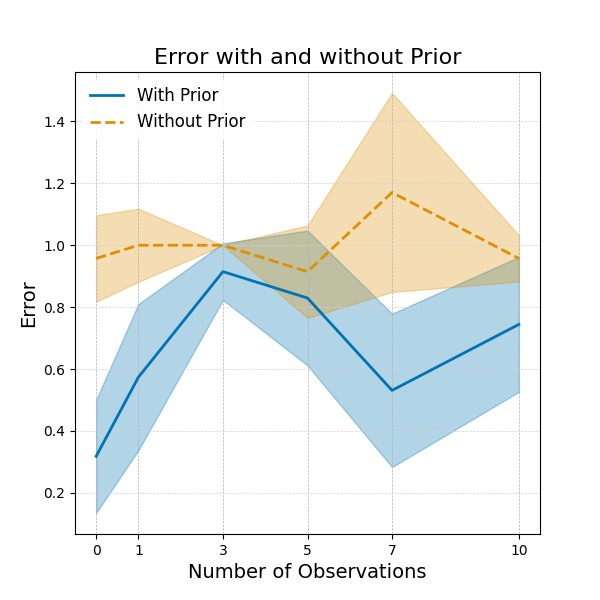 Error with and without Prior
With Prior
Without Prior
1.4
1.2
1.0
0.8
0.6
0.4
0.2
Error
0 1 3 5 7 10
Number of Observations